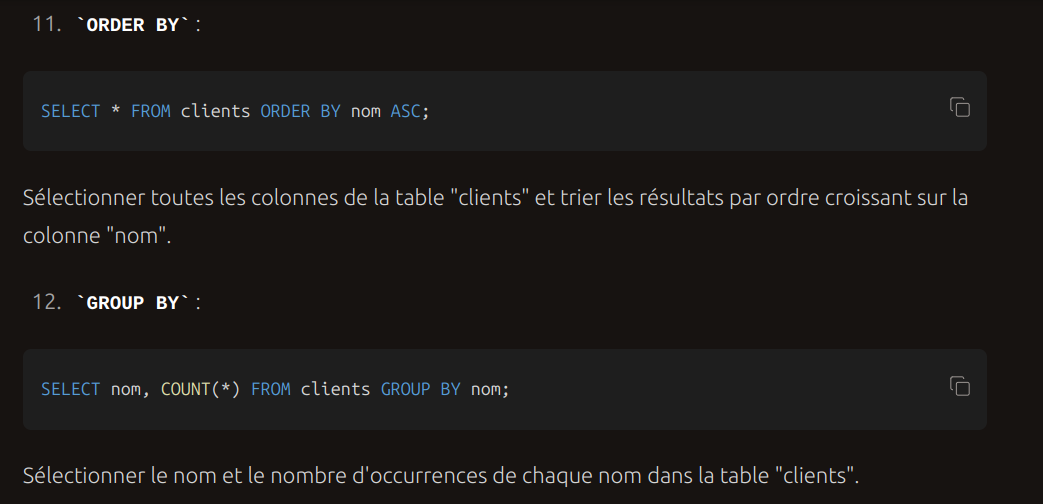 11. `ORDER BY` :
SELECT * FROM clients ORDER BY nom ASC;
Sélectionner toutes les colonnes de la table "clients" et trier les résultats par ordre croissant sur la
colonne "nom".
12. `GROUP BY` :
SELECT nom, COUNT(*) FROM clients GROUP BY nom;
Sélectionner le nom et le nombre d'occurrences de chaque nom dans la table "clients".